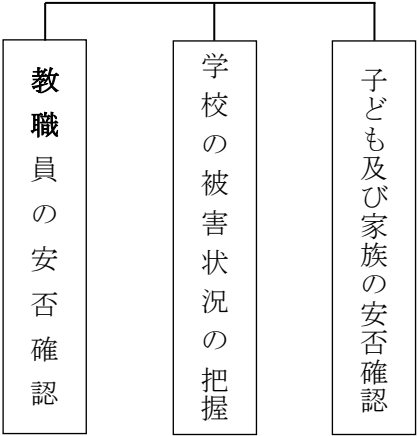 子ども及び家族の安否確認
学校の被害状況の把握
教職員の安否確認